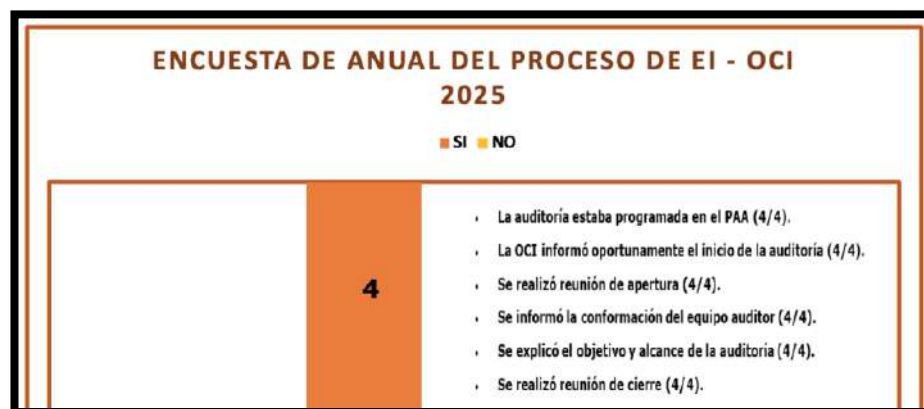 ENCUESTA DE ANUAL DEL PROCESO DE EI - OCI
2025
SI NO
4
La auditoría estaba programada en el PAA (4/4).
La OCI informó oportunamente el inicio de la auditoría (4/4).
Se realizó reunión de apertura (4/4).
Se informó la conformación del equipo auditor (4/4).
Se explicó el objetivo y alcance de la auditoría (4/4).
Se realizó reunión de cierre (4/4).